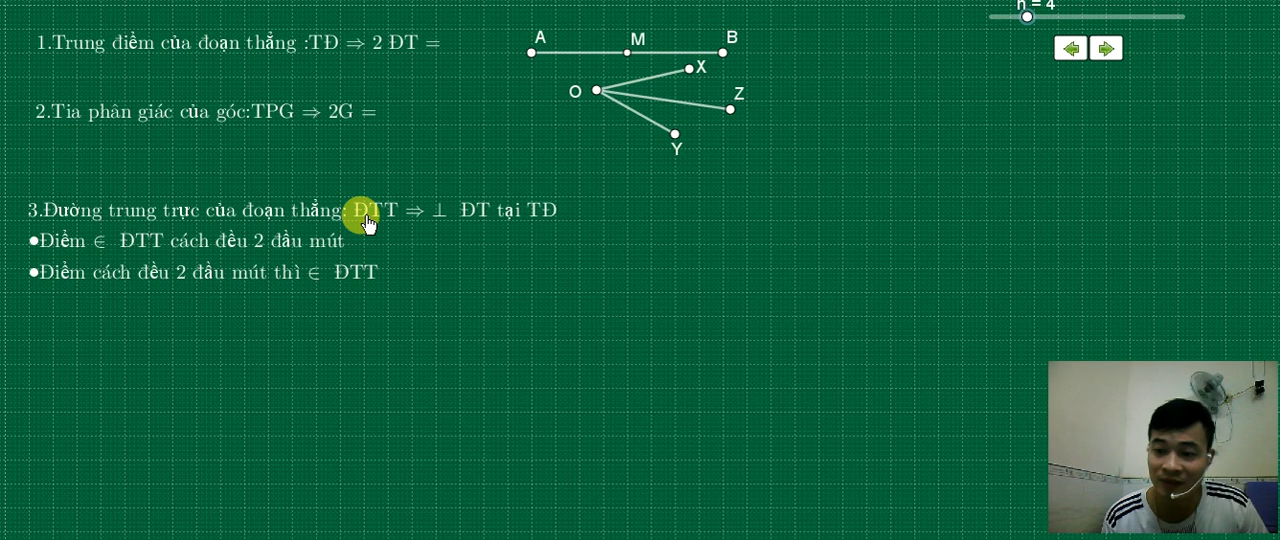 n = 4
1.Trung điểm của đoạn thẳng :TĐ ⇒ 2 ĐT =
A
M
B
X
O
Z
2.Tia phân giác của góc:TPG ⇒ 2G =
Y
3.Đường trung trực của đoạn thẳng: ĐTT ⇒ ⊥ ĐT tại TĐ
●Điểm ∈ ĐTT cách đều 2 đầu mút
●Điểm cách đều 2 đầu mút thì ∈ ĐTT